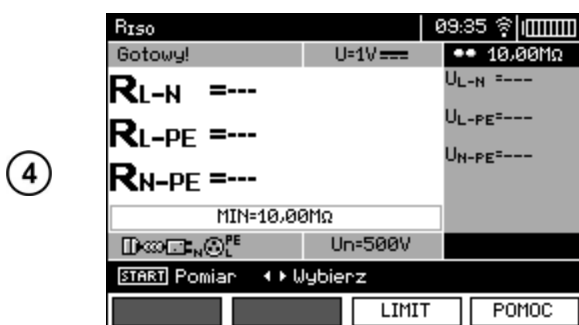 RISO 09:35
Gotowy! U=1V 10,00MΩ
RL-N =---
RL-PE =---
RN-PE =---
UL-N =---
UL-PE=---
UN-PE=---
4
MIN=10,00MΩ
N PE L Un=500V
START Pomiar Wybierz
LIMIT POMOC